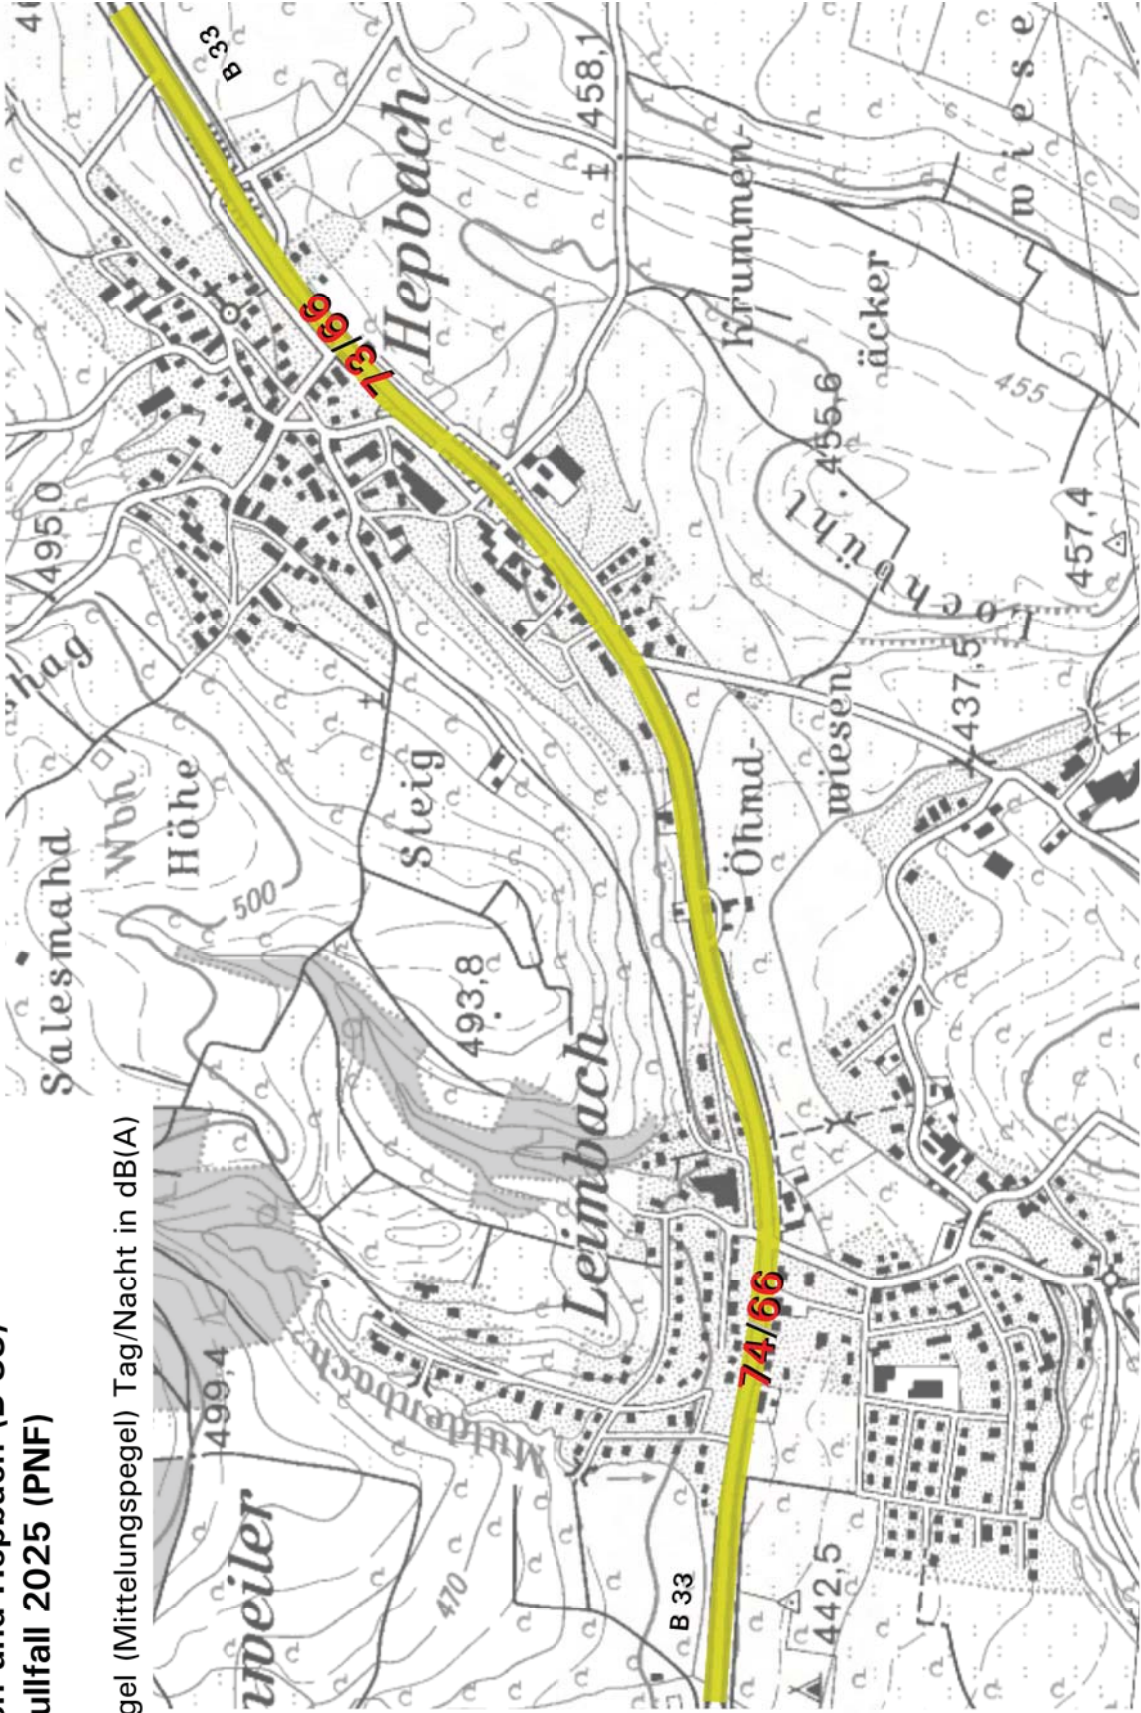 ullfall 2025 (PNF)
gel (Mittelungspegel) Tag/Nacht in dB(A)
weiler
499,4
Muldenbach
470
B 33
442,5
74/66
Leimbach
493,8
Salesmahd
Wbh
Höhe
500
Steig
Öhmd-
wiesen
437,5
hag
495,0
73/66
Hepbach
B 33
458,1
Krummen-
äcker
wiese
455
455,6
Lochbühl
457,4